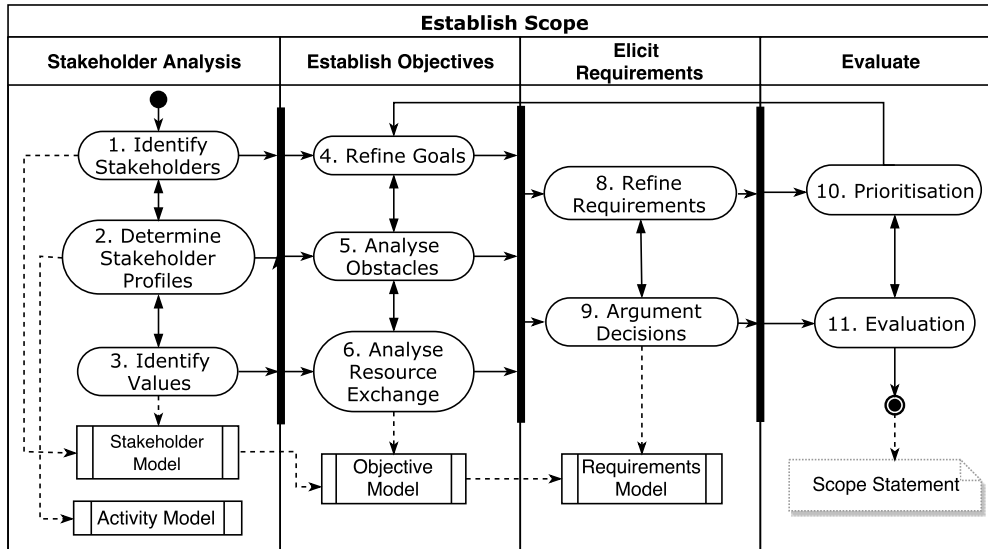 Establish Scope
Stakeholder Analysis
Establish Objectives
Elicit
Requirements
Evaluate
1. Identify
Stakeholders
2. Determine
Stakeholder
Profiles
3. Identify
Values
Stakeholder
Model
Activity Model
4. Refine Goals
5. Analyse
Obstacles
6. Analyse
Resource
Exchange
Objective
Model
8. Refine
Requirements
9. Argument
Decisions
Requirements
Model
10. Prioritisation
11. Evaluation
Scope Statement